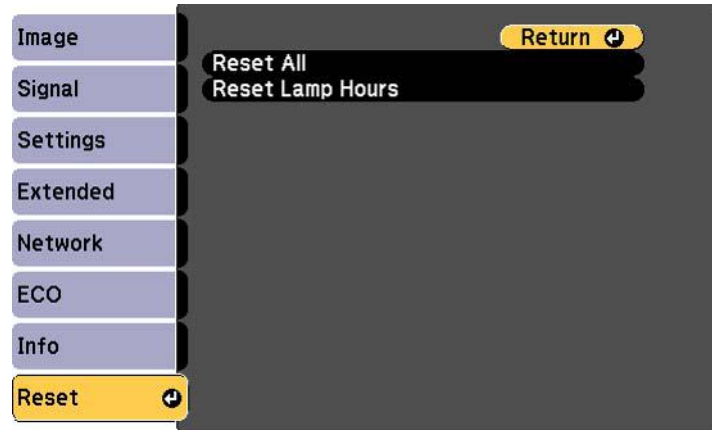 Image
Signal
Settings
Extended
Network
ECO
Info
Reset
Return
Reset All
Reset Lamp Hours